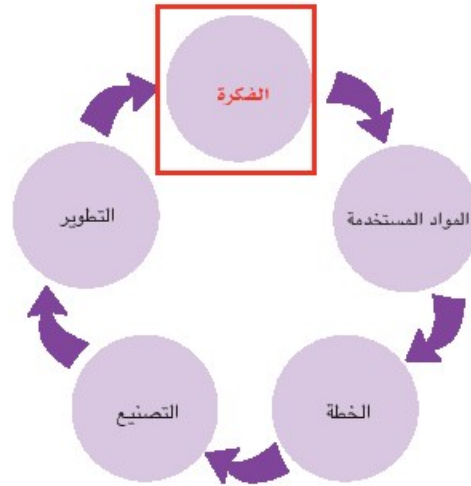 الفكرة
المواد المستخدمة
الخطة
التصنيع
التطوير